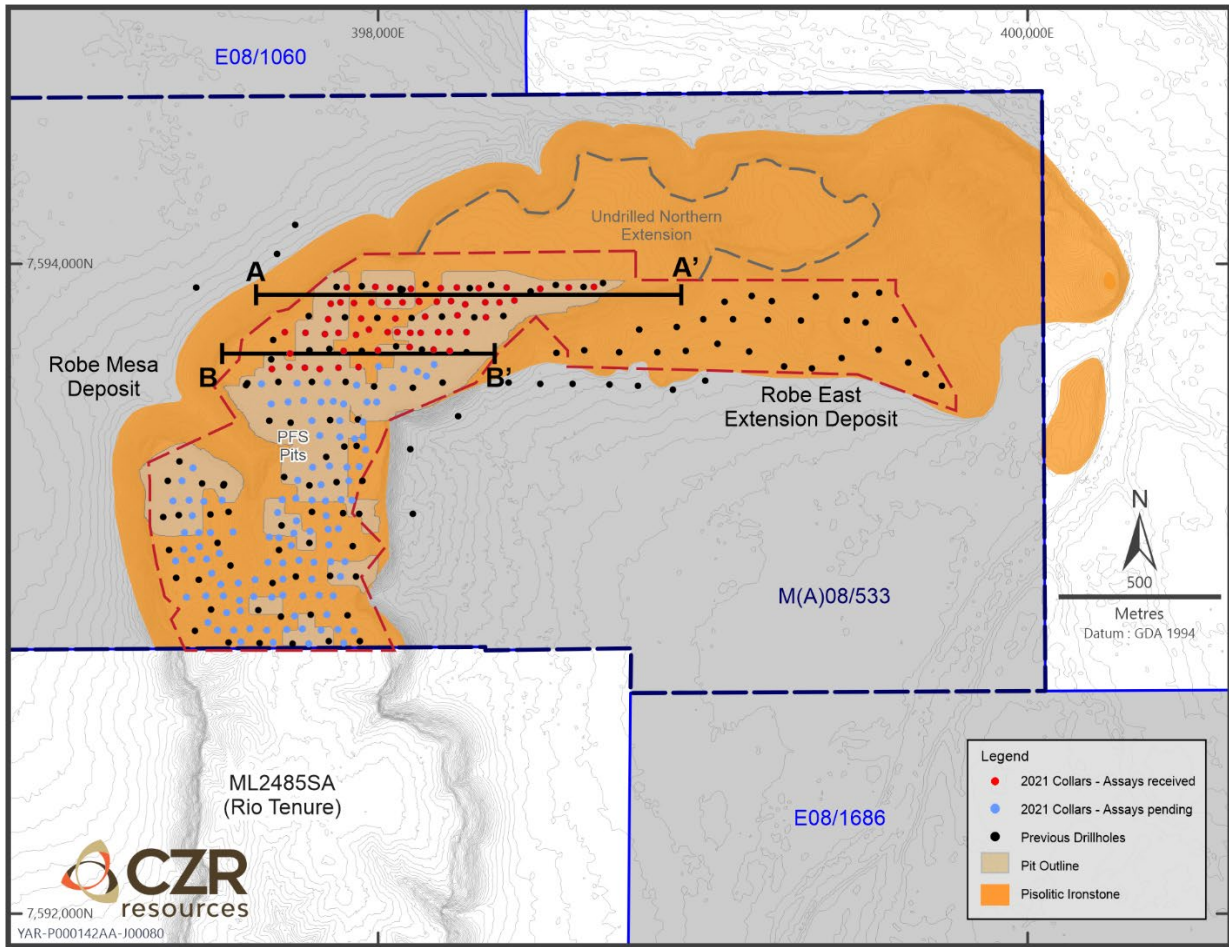 398,000E
400,000E
E08/1060
Undrilled Northern
Extension
7,594,000N
A
A'
Robe Mesa
Deposit
B
B'
Robe East
Extension Deposit
PFS
Pits
N
500
Metres
Datum : GDA 1994
M(A)08/533
ML2485SA
(Rio Tenure)
E08/1686
Legend
2021 Collars - Assays received
2021 Collars - Assays pending
Previous Drillholes
Pit Outline
Pisolitic Ironstone
CZR
resources
7,592,000N
YAR-P000142AA-J00080